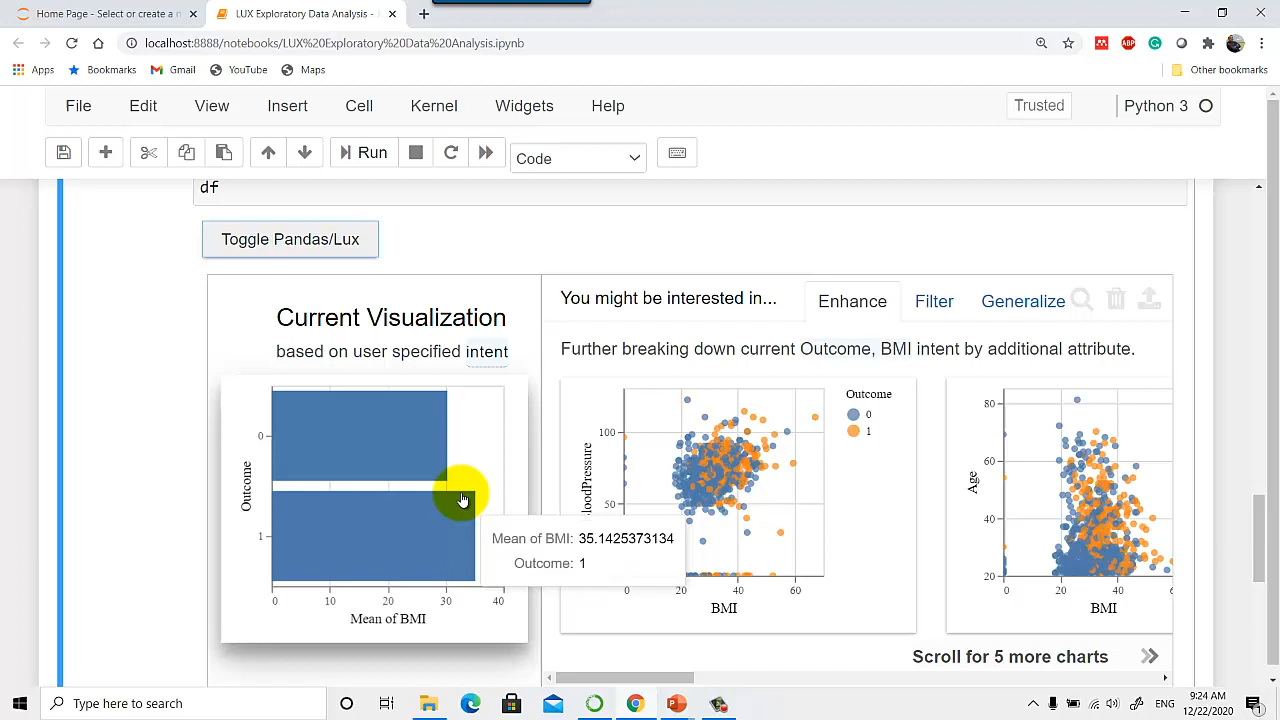 Home Page - Select or create a n
LUX Exploratory Data Analysis -
localhost:8888/notebooks/LUX%20Exploratory%20Data%20Analysis.ipynb
ABP
Apps
Bookmarks
Gmail
YouTube
Maps
Other bookmarks
File
Edit
View
Insert
Cell
Kernel
Widgets
Help
Trusted
Python 3
Run
Code
df
Toggle Pandas/Lux
Current Visualization
based on user specified intent
You might be interested in...
Enhance
Filter
Generalize
Further breaking down current Outcome, BMI intent by additional attribute.
Outcome
0
1
0
10
20
30
40
Mean of BMI
Mean of BMI: 35.1425373134
Outcome: 1
BloodPressure
100
50
0
20
40
60
BMI
Outcome
0
1
Age
80
60
40
20
0
20
40
BMI
Scroll for 5 more charts
Type here to search
ENG
9:24 AM
12/22/2020
1